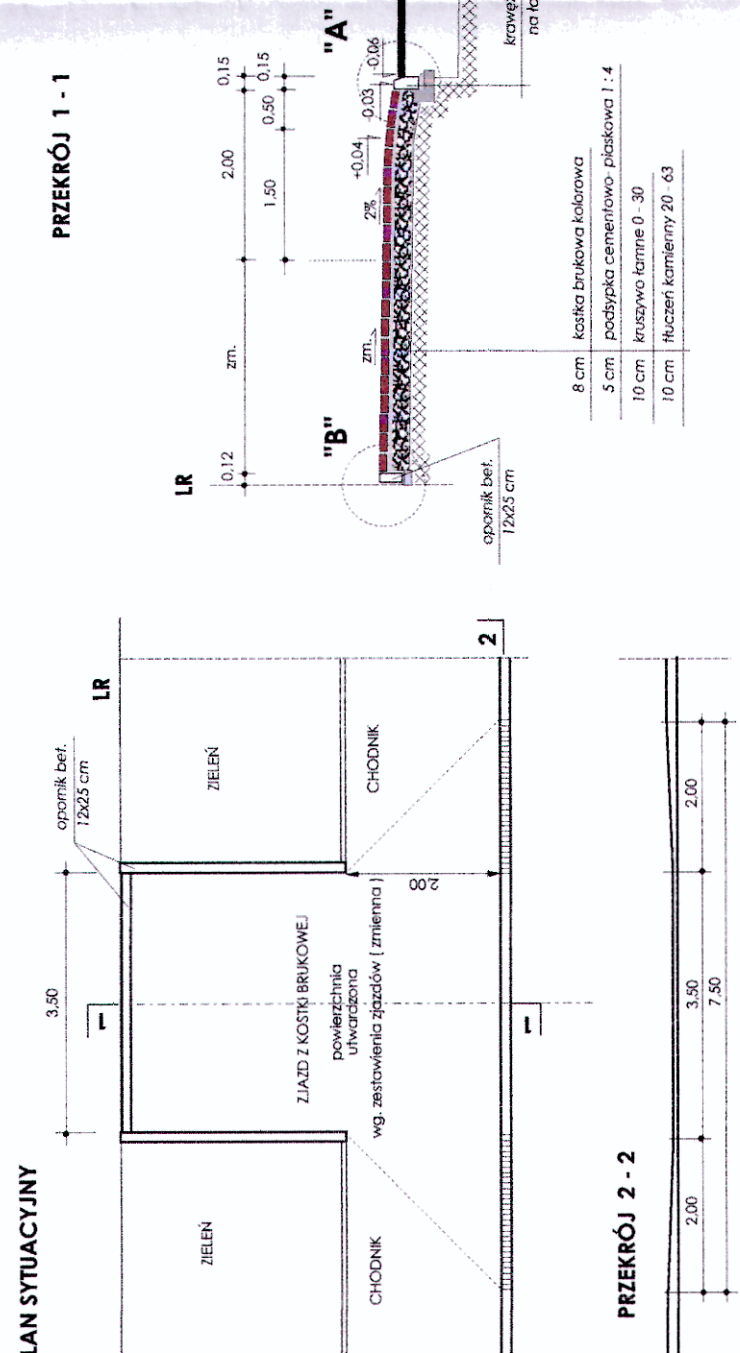 LAN SYTUACYJNY
3,50
opornik bet.
12x25 cm
LR
1
ZIELEŃ
ZIELEŃ
ZJAZD Z KOSTKI BRUKOWEJ
powierzchnia
utwardzona
wg. zestawienia zjazdów ( zmienna )
CHODNIK
CHODNIK
2,00
2
1
PRZEKRÓJ 2 - 2
2,00
3,50
2,00
7,50
PRZEKRÓJ 1 - 1
LR
0,12
zm.
2,00
0,15
1,50
0,50
0,15
"B"
zm.
2%
+0,04
-0,03
-0,06
"A"
opornik bet.
12x25 cm
8 cm kostka brukowa kolorowa
5 cm podsypka cementowo- piaskowa 1 : 4
10 cm kruszywo łamne 0 - 30
10 cm tłuczeń kamienny 20 - 63
krawęż
na ła